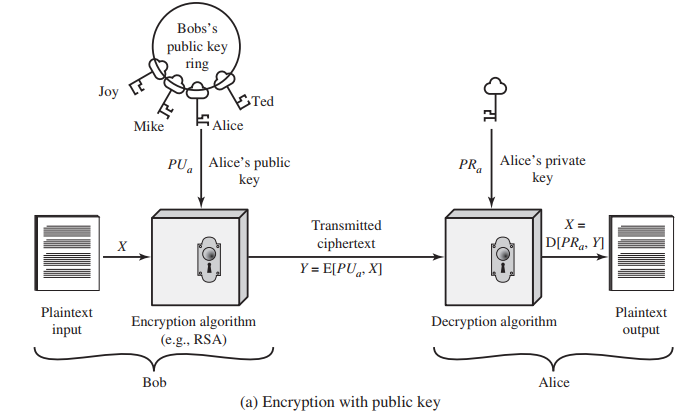 Bobs's
public key
ring
Joy
Ted
Mike
Alice
PUa
Alice's public
key
PRa
Alice's private
key
X
Transmitted
ciphertext
Y = E[PUa, X]
X =
D[PRa, Y]
Plaintext
input
Encryption algorithm
(e.g., RSA)
Decryption algorithm
Plaintext
output
Bob
Alice
(a) Encryption with public key